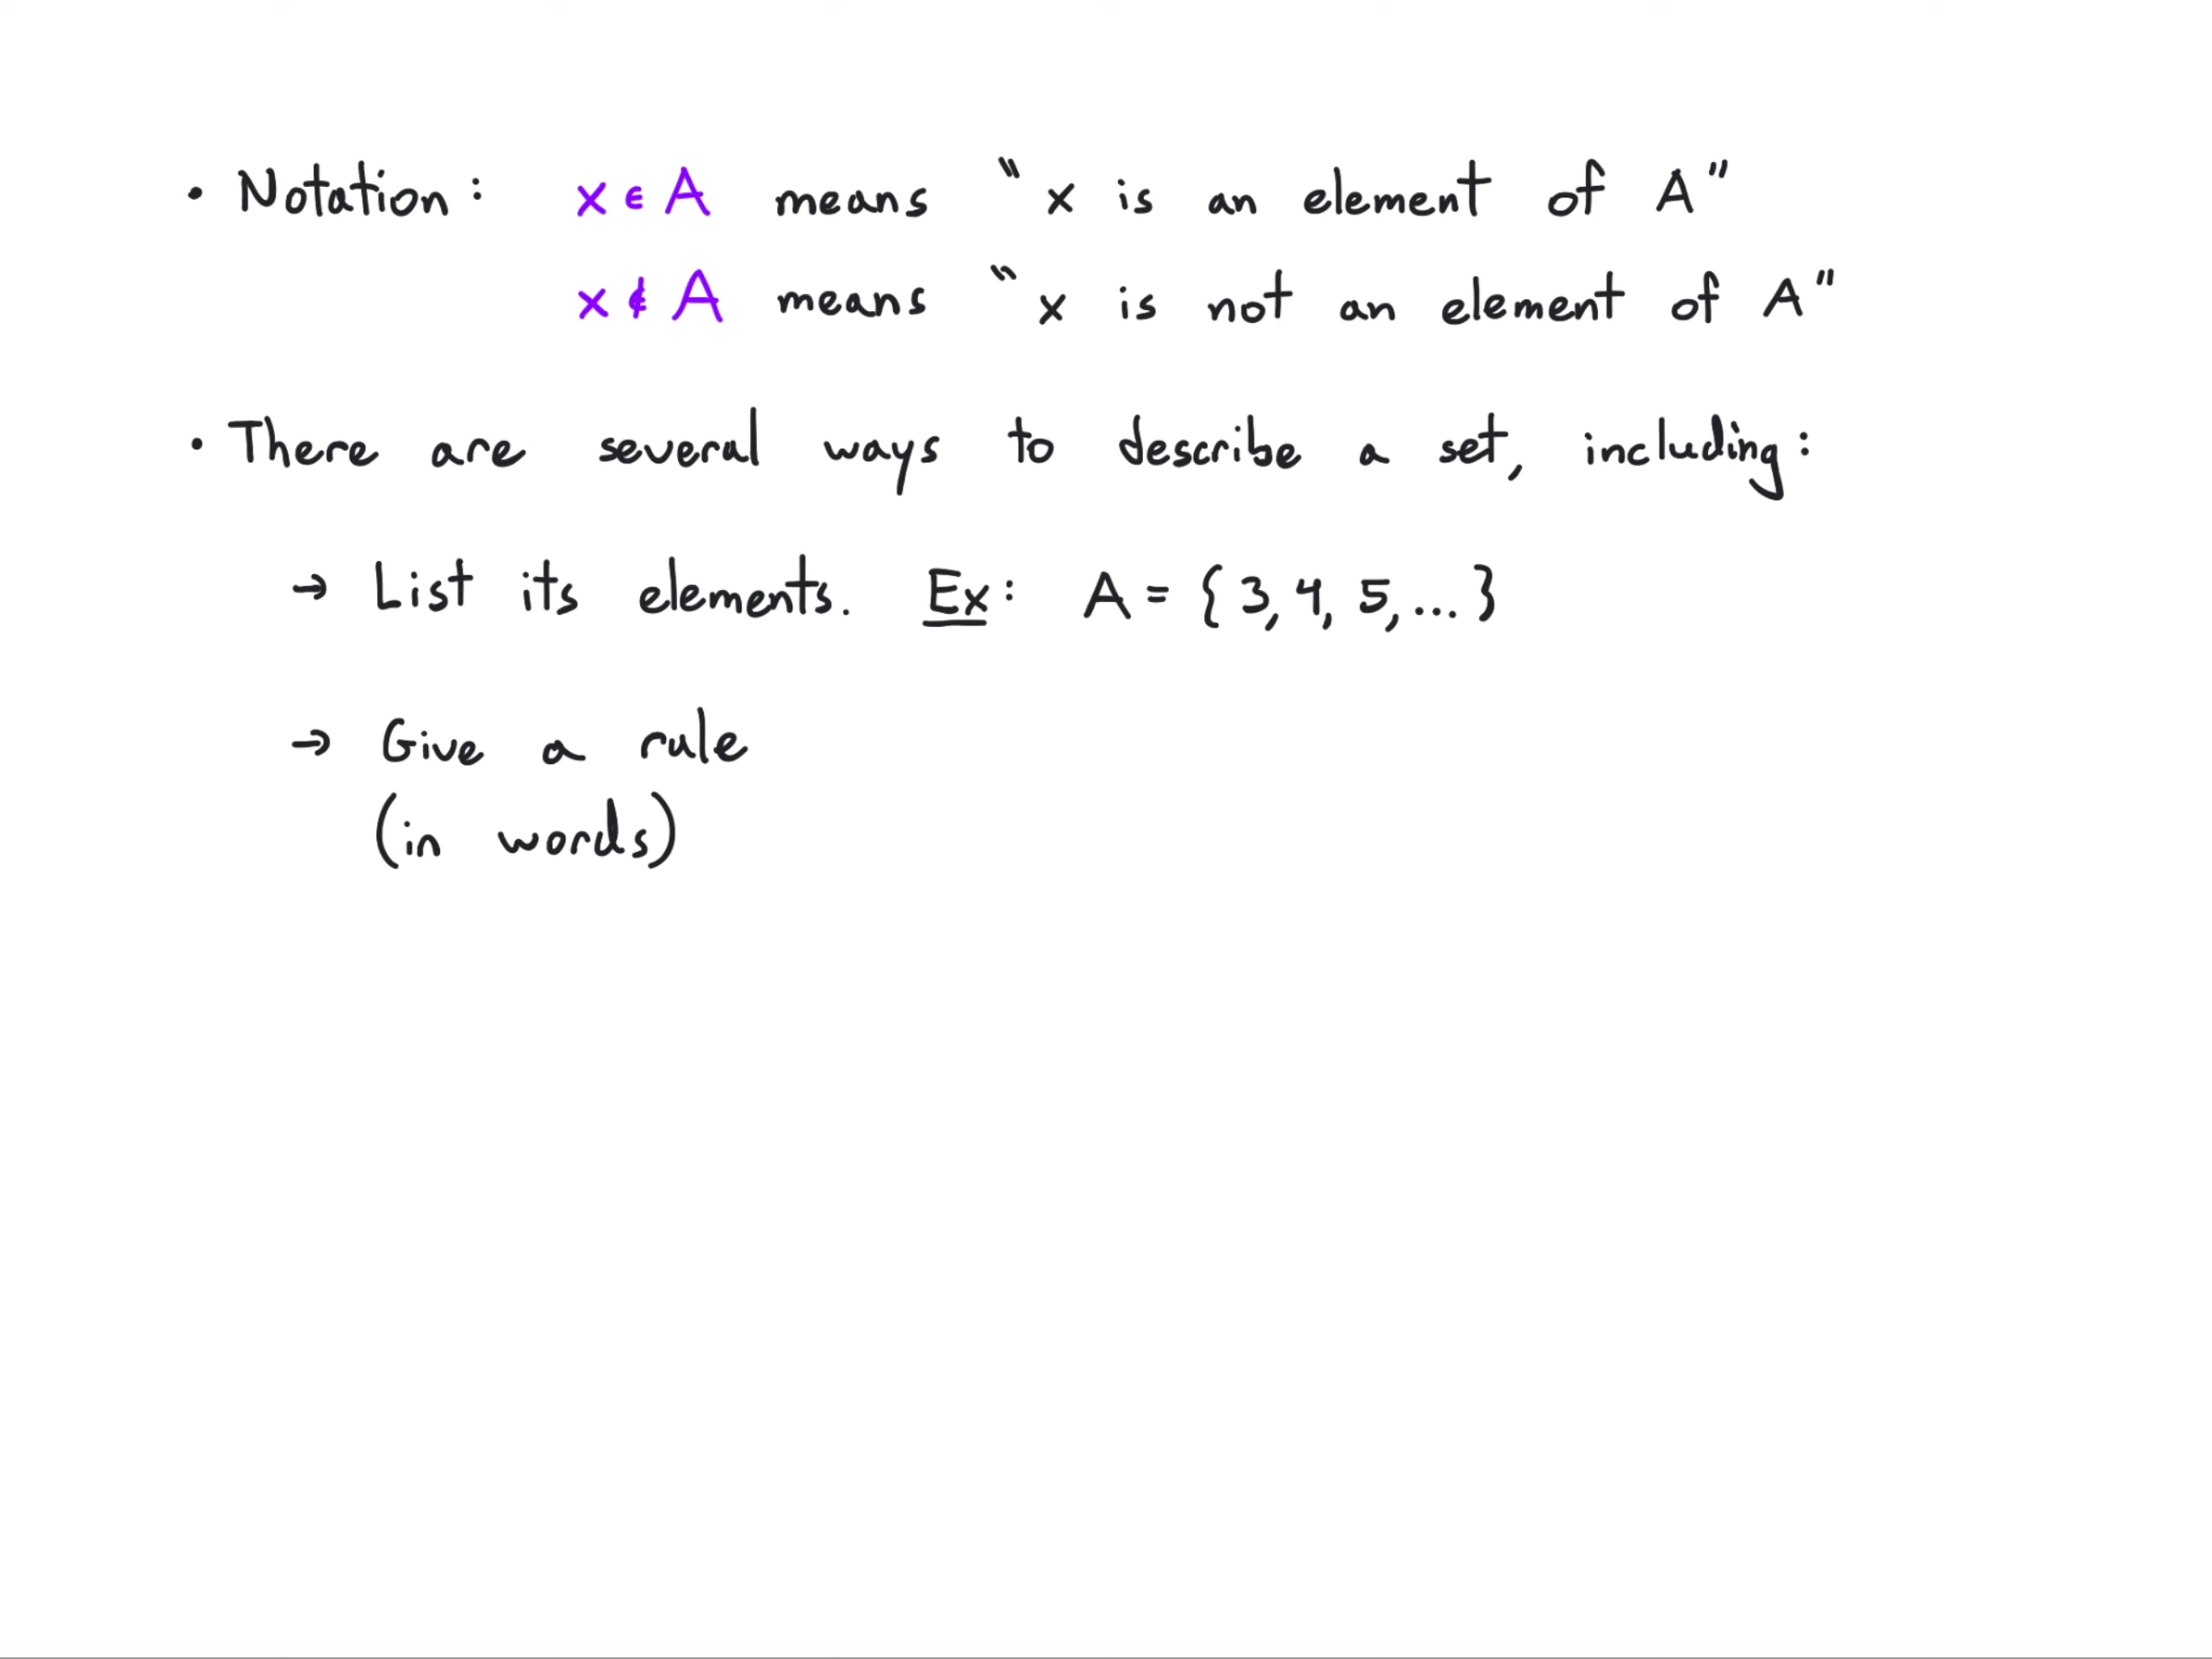 • Notation: x ∈ A means "x is an element of A"
x ∉ A means "x is not an element of A"
• There are several ways to describe a set, including:
→ List its elements. Ex: A = {3, 4, 5, ...}
→ Give a rule
(in words)